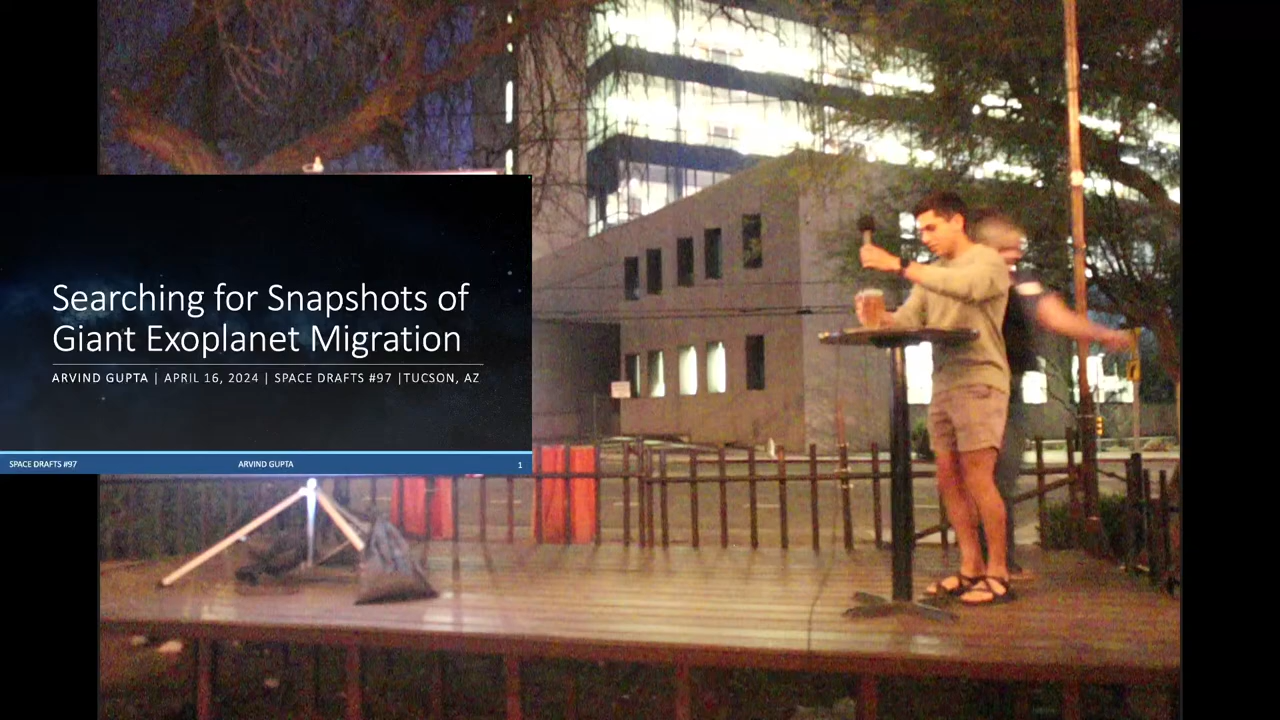 Searching for Snapshots of
Giant Exoplanet Migration
ARVIND GUPTA | APRIL 16, 2024 | SPACE DRAFTS #97 |TUCSON, AZ
SPACE DRAFTS #97 ARVIND GUPTA 1